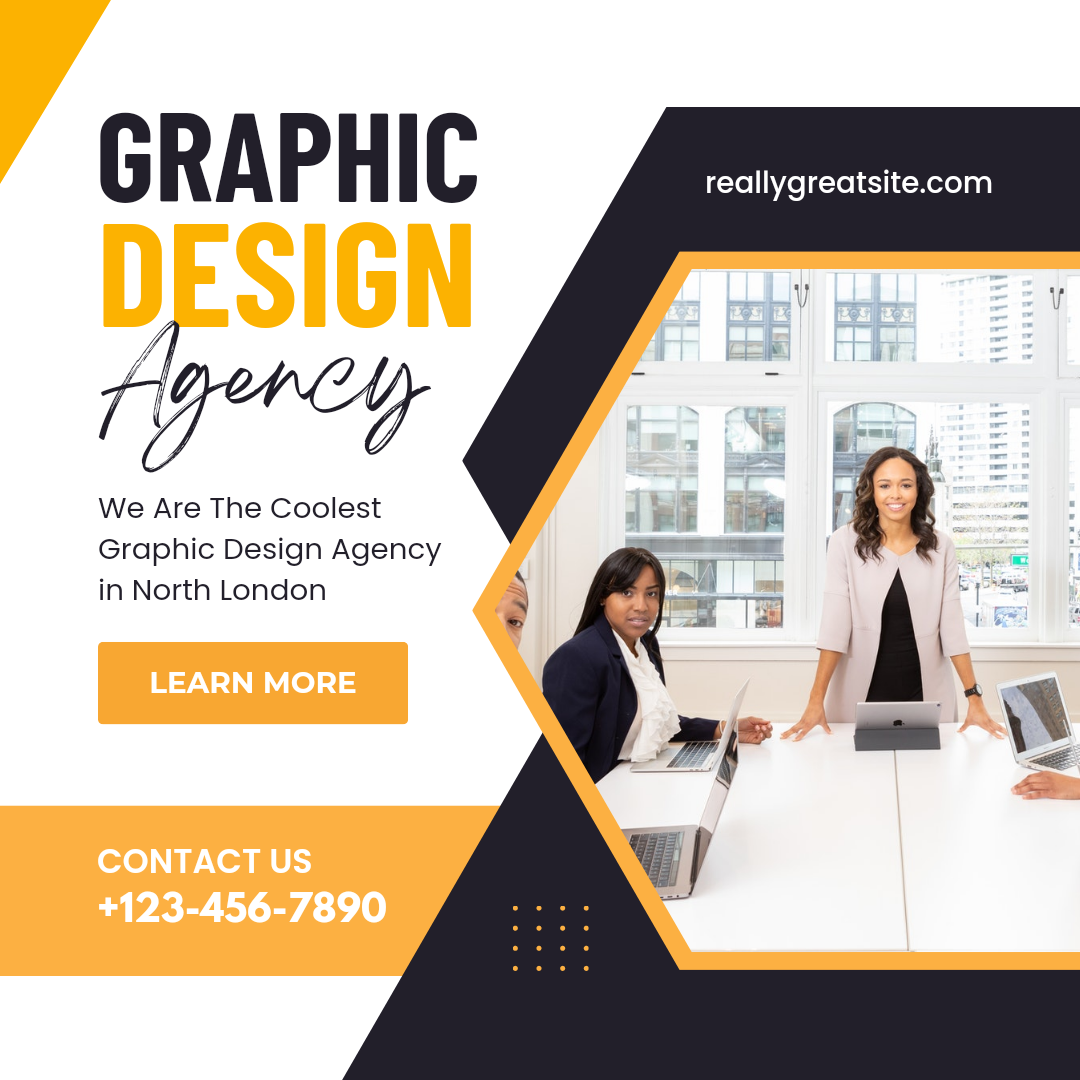 GRAPHIC
DESIGN
Agency
We Are The Coolest
Graphic Design Agency
in North London
LEARN MORE
CONTACT US
+123-456-7890
reallygreatsite.com